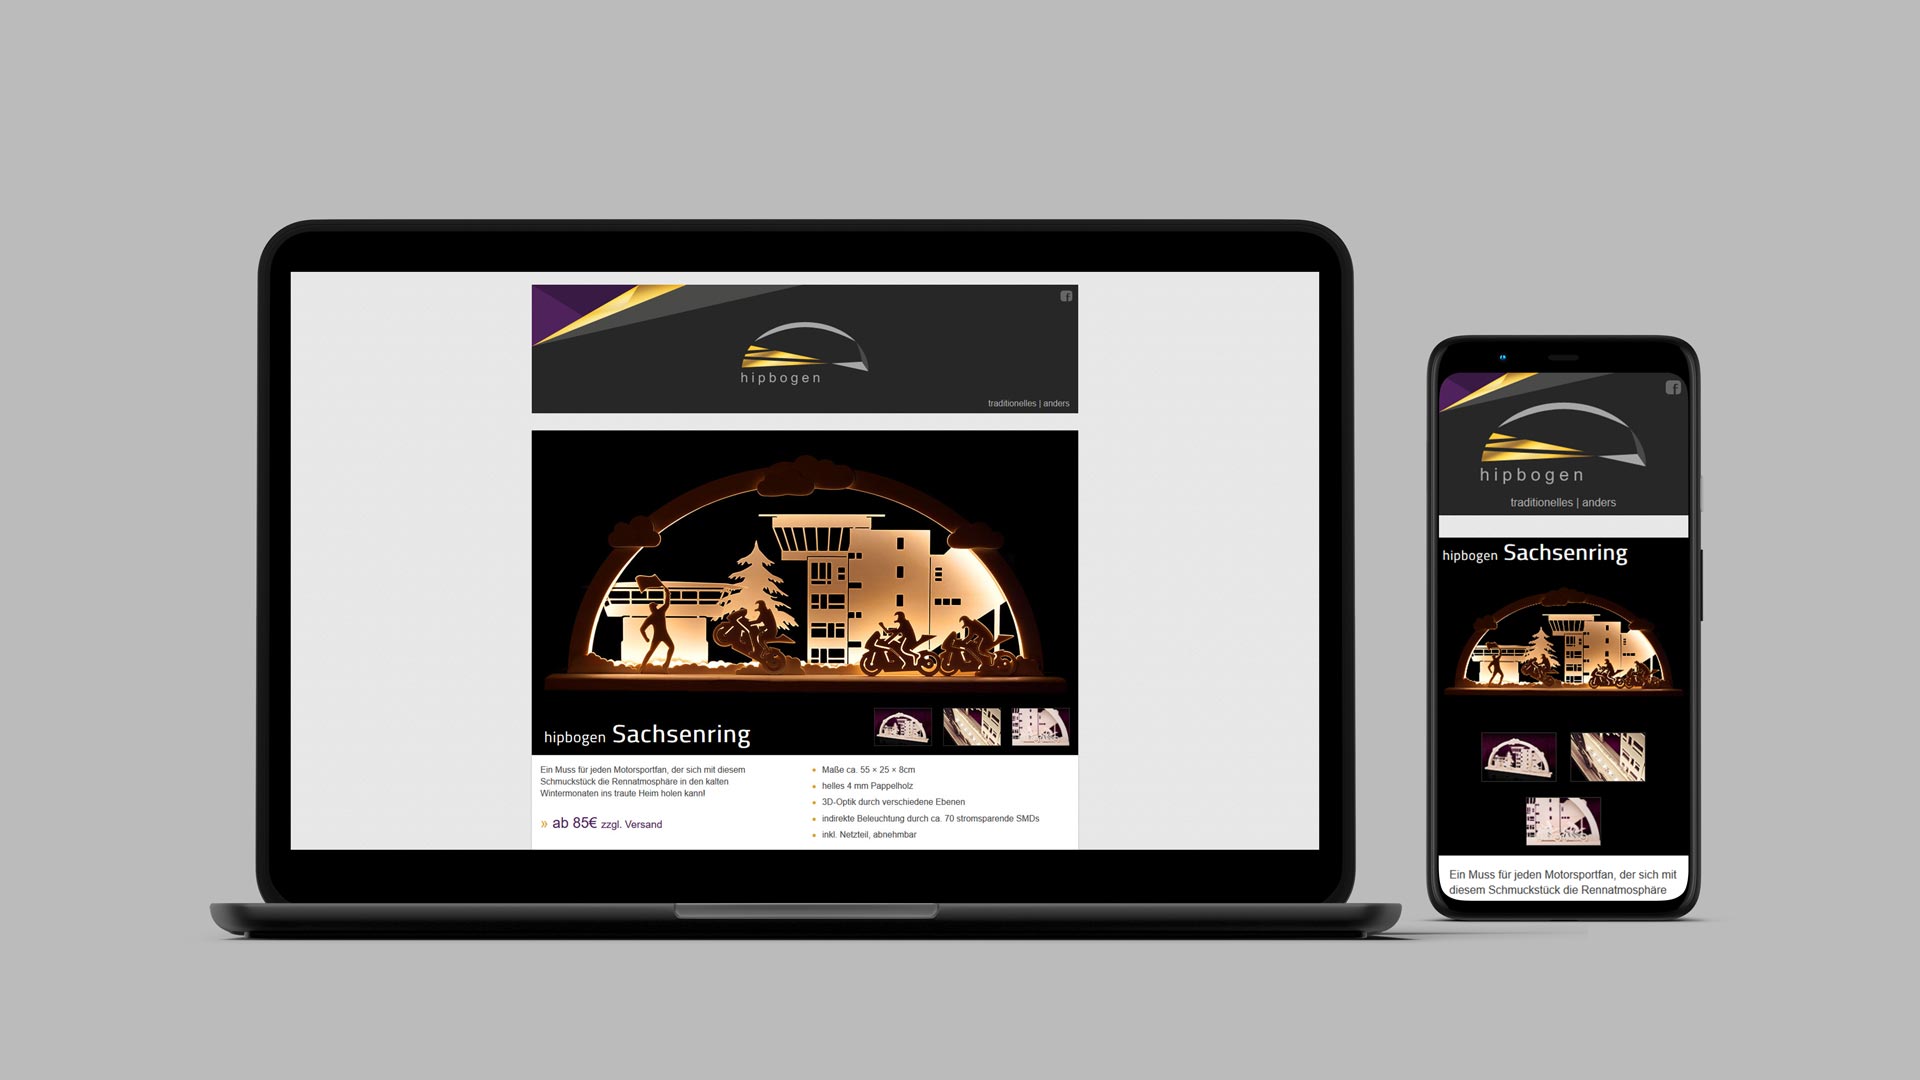 hipbogen
traditionelles | anders
hipbogen Sachsenring
Ein Muss für jeden Motorsportfan, der sich mit diesem
Schmuckstück die Rennatmosphäre in den kalten
Wintermonaten ins traute Heim holen kann!
» ab 85€ zzgl. Versand
Maße ca. 55 × 25 × 8cm
helles 4 mm Pappelholz
3D-Optik durch verschiedene Ebenen
indirekte Beleuchtung durch ca. 70 stromsparende SMDs
inkl. Netzteil, abnehmbar
hipbogen
traditionelles | anders
hipbogen Sachsenring
Ein Muss für jeden Motorsportfan, der sich mit
diesem Schmuckstück die Rennatmosphäre